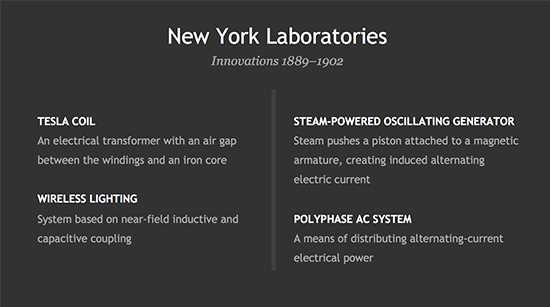 New York Laboratories
Innovations 1889–1902
TESLA COIL
An electrical transformer with an air gap
between the windings and an iron core
WIRELESS LIGHTING
System based on near-field inductive and
capacitive coupling
STEAM-POWERED OSCILLATING GENERATOR
Steam pushes a piston attached to a magnetic
armature, creating induced alternating
electric current
POLYPHASE AC SYSTEM
A means of distributing alternating-current
electrical power